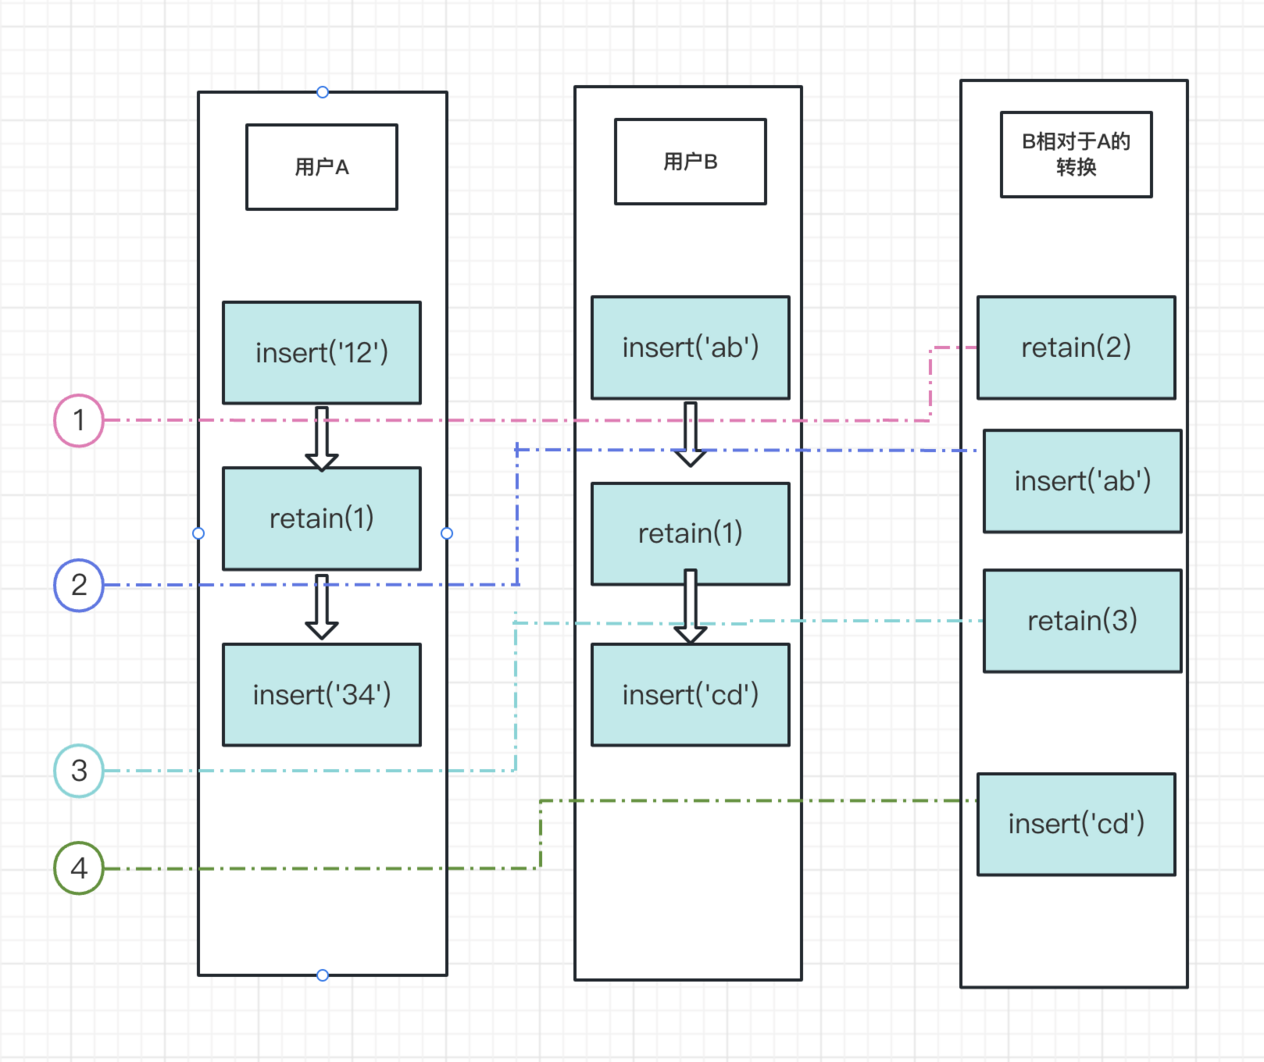 用户A
用户B
B相对于A的
转换
insert('12')
insert('ab')
retain(2)
1
insert('ab')
retain(1)
retain(1)
2
retain(3)
insert('34')
insert('cd')
3
insert('cd')
4